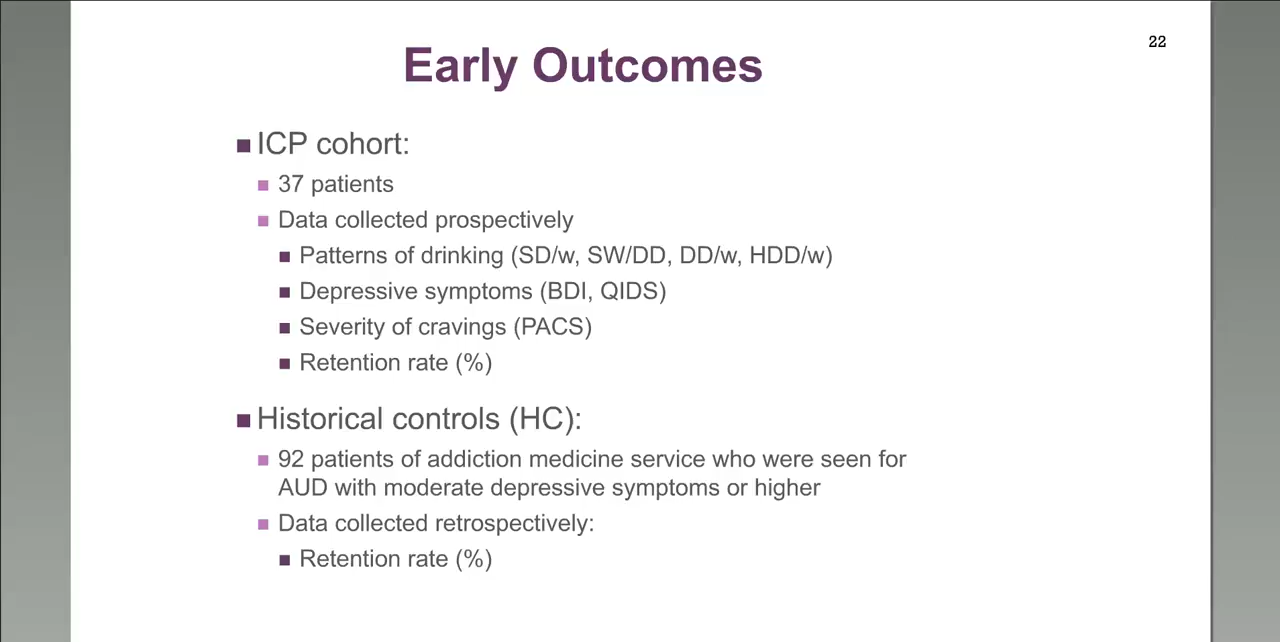 22
Early Outcomes
ICP cohort:
37 patients
Data collected prospectively
Patterns of drinking (SD/w, SW/DD, DD/w, HDD/w)
Depressive symptoms (BDI, QIDS)
Severity of cravings (PACS)
Retention rate (%)
Historical controls (HC):
92 patients of addiction medicine service who were seen for
AUD with moderate depressive symptoms or higher
Data collected retrospectively:
Retention rate (%)